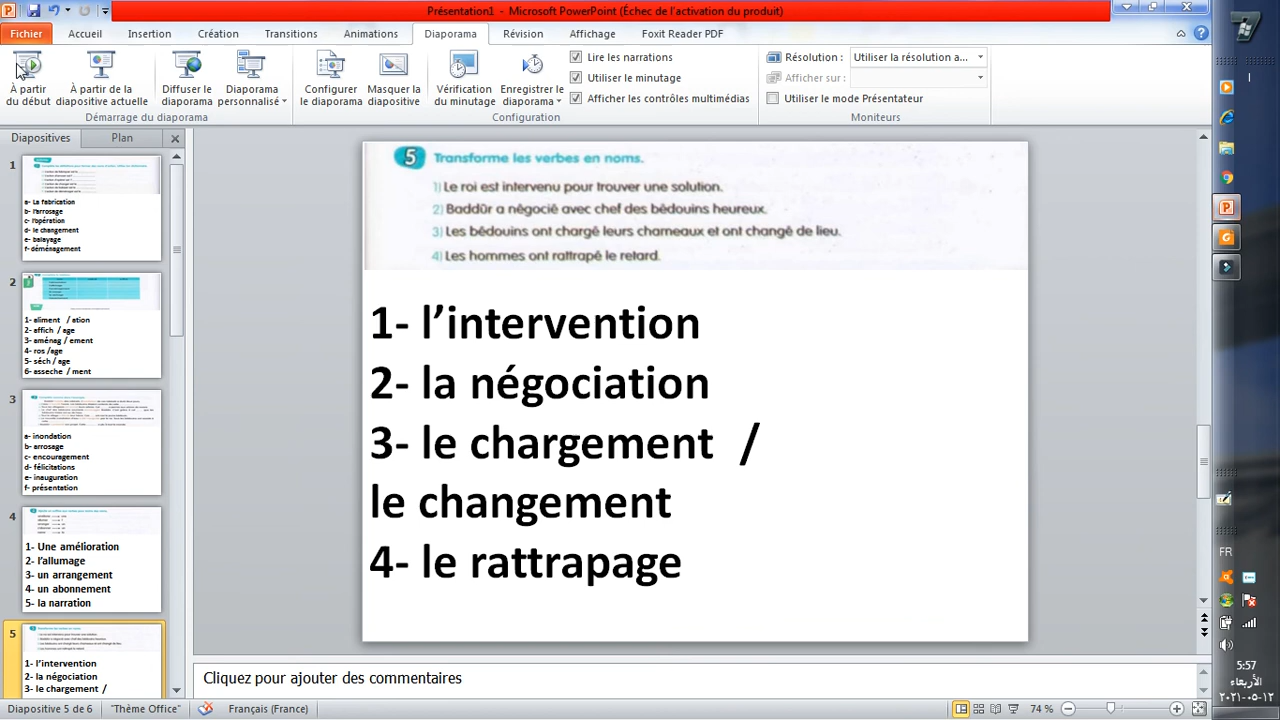 Présentation1 - Microsoft PowerPoint (Échec de l'activation du produit)
Fichier Accueil Insertion Création Transitions Animations Diaporama Révision Affichage Foxit Reader PDF
À partir du début
À partir de la diapositive actuelle
Diffuser le diaporama
Diaporama personnalisé
Démarrage du diaporama
Configurer le diaporama
Masquer la diapositive
Vérification du minutage
Enregistrer le diaporama
Lire les narrations
Utiliser le minutage
Afficher les contrôles multimédias
Configuration
Résolution : Utiliser la résolution a...
Afficher sur :
Utiliser le mode Présentateur
Moniteurs
Diapositives Plan
1
a- La fabrication
b- l'arrosage
c- l'opération
d- le changement
e- balayage
f- déménagement
2
1- aliment / ation
2- affich / age
3- aménag / ement
4- ros /age
5- séch / age
6- asseche / ment
3
a- inondation
b- arrosage
c- encouragement
d- félicitations
e- inauguration
f- présentation
4
1- Une amélioration
2- l'allumage
3- un arrangement
4- un abonnement
5- la narration
5
1- l'intervention
2- la négociation
3- le chargement /
5 Transforme les verbes en noms.
1) Le roi est intervenu pour trouver une solution.
2) Baddûr a négocié avec chef des bédouins heureux.
3) Les bédouins ont chargé leurs chameaux et ont changé de lieu.
4) Les hommes ont rattrapé le retard.
1- l’intervention
2- la négociation
3- le chargement /
le changement
4- le rattrapage
Cliquez pour ajouter des commentaires
Diapositive 5 de 6 "Thème Office" Français (France) 74 %
FR
5:57
الأربعاء
٢٠٢١-٠٥-١٢